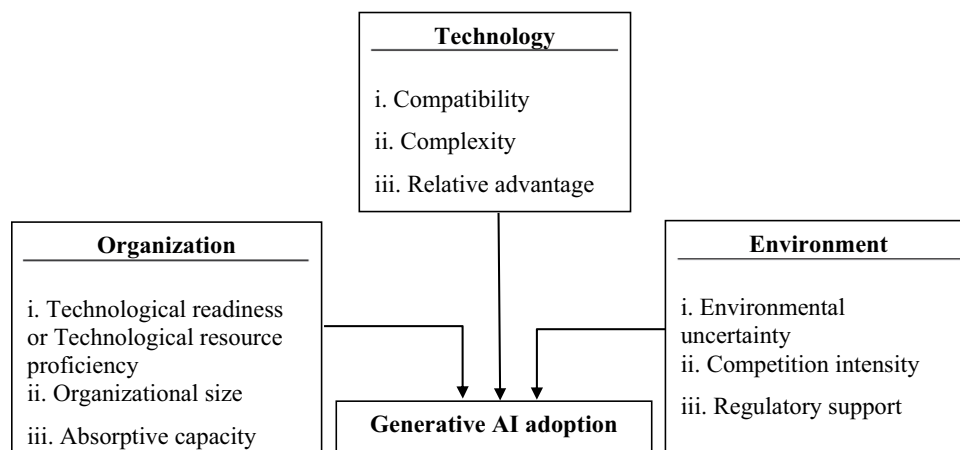 Technology
i. Compatibility
ii. Complexity
iii. Relative advantage
Organization
i. Technological readiness
or Technological resource
proficiency
ii. Organizational size
iii. Absorptive capacity
Environment
i. Environmental
uncertainty
ii. Competition intensity
iii. Regulatory support
Generative AI adoption